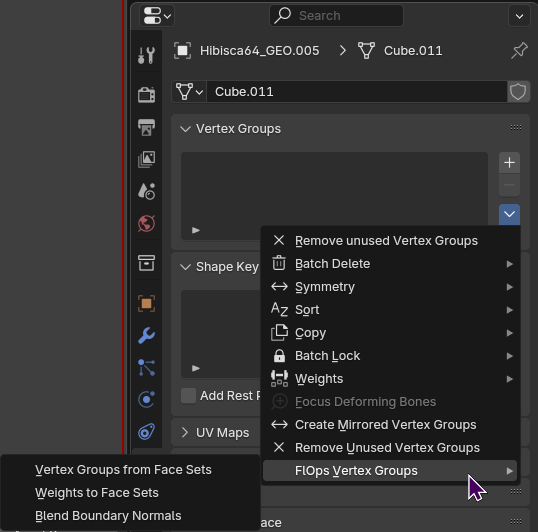 Search
Hibisca64_GEO.005
Cube.011
Cube.011
Vertex Groups
Remove unused Vertex Groups
Batch Delete
Shape Key
Symmetry
Sort
Copy
Batch Lock
Weights
Add Rest P
Focus Deforming Bones
Create Mirrored Vertex Groups
UV Maps
Remove Unused Vertex Groups
FlOps Vertex Groups
Vertex Groups from Face Sets
Weights to Face Sets
Blend Boundary Normals
ace